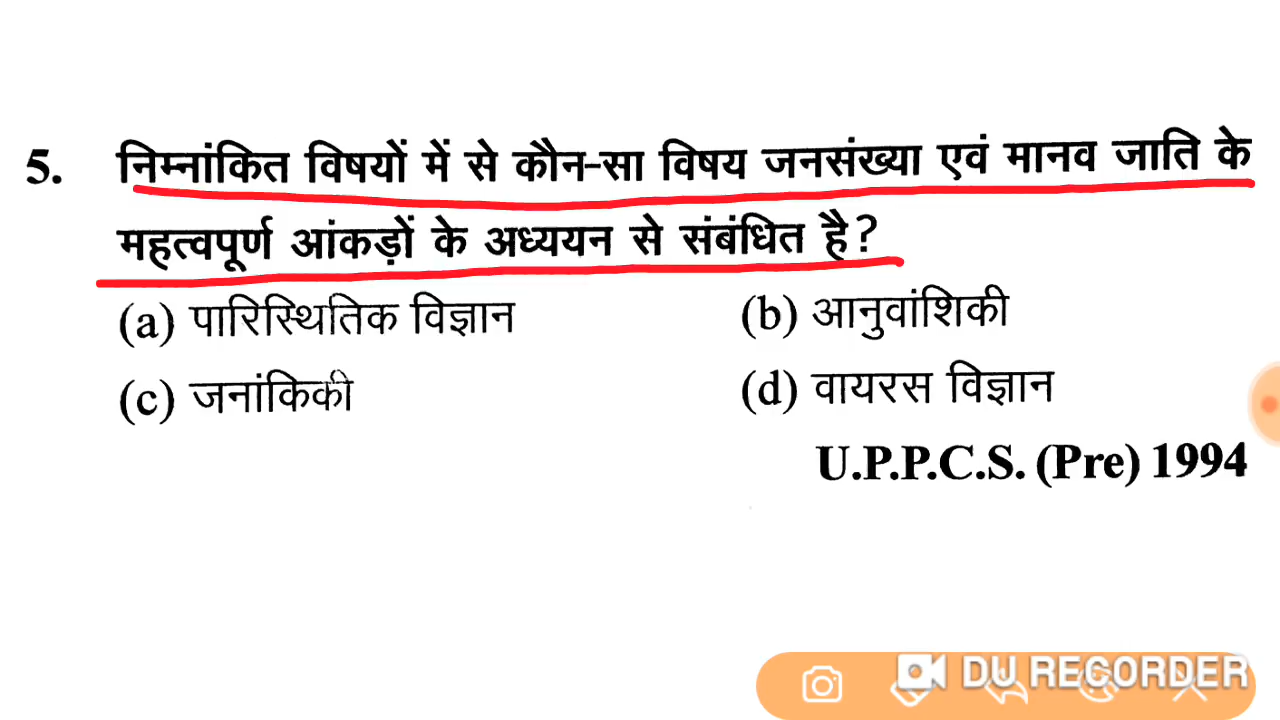 5. निम्नांकित विषयों में से कौन-सा विषय जनसंख्या एवं मानव जाति के
महत्वपूर्ण आंकड़ों के अध्ययन से संबंधित है?
(a) पारिस्थितिक विज्ञान (b) आनुवांशिकी
(c) जनांकिकी (d) वायरस विज्ञान
U.P.P.C.S. (Pre) 1994
DU RECORDER